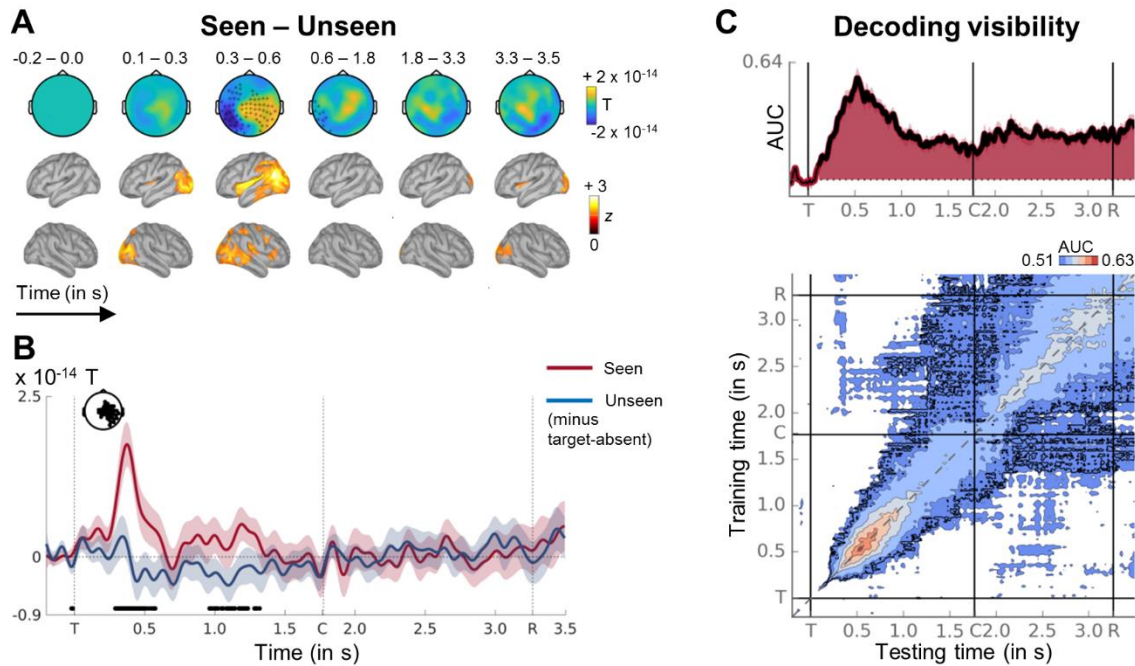 A
Seen – Unseen
-0.2 – 0.0 0.1 – 0.3 0.3 – 0.6 0.6 – 1.8 1.8 – 3.3 3.3 – 3.5
+ 2 x 10-14
T
-2 x 10-14
+ 3
z
0
Time (in s)
B
x 10-14 T
2.5
0
-0.9
Seen
Unseen
(minus
target-absent)
T 0.5 1.0 1.5 C 2.0 2.5 3.0 R 3.5
Time (in s)
C
Decoding visibility
0.64
AUC
T 0.5 1.0 1.5 C2.0 2.5 3.0 R
AUC
0.51 0.63
R
3.0
2.5
2.0
C
1.5
1.0
0.5
T
Training time (in s)
T 0.5 1.0 1.5 C2.0 2.5 3.0 R
Testing time (in s)